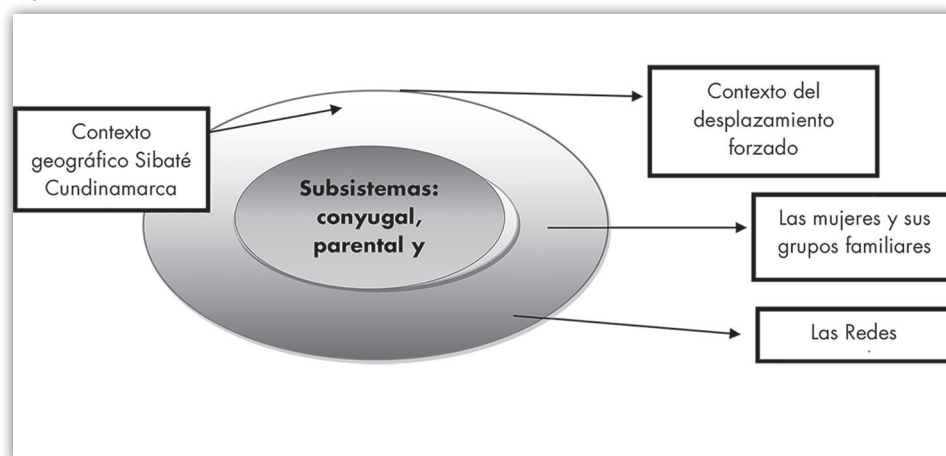 Contexto
geográfico Sibaté
Cundinamarca
Subsistemas:
conyugal,
parental y
Contexto del
desplazamiento
forzado
Las mujeres y sus
grupos familiares
Las Redes
.